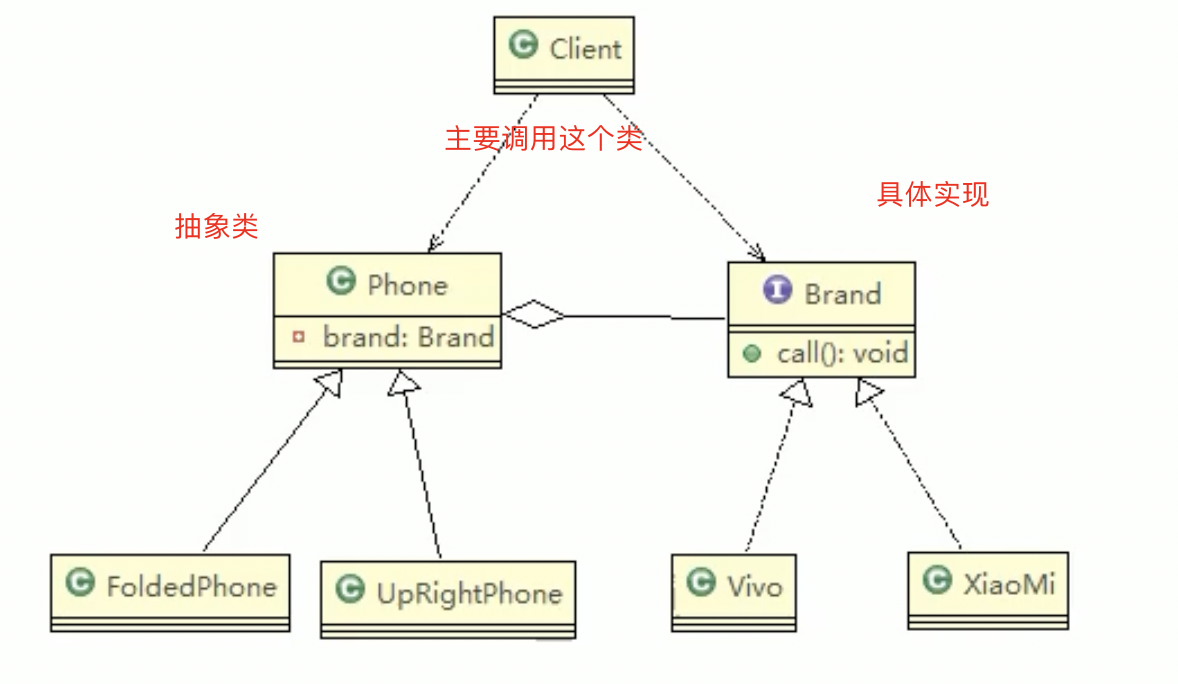 C Client
主要调用这个类
具体实现
抽象类
C Phone
brand: Brand
I Brand
call(): void
C FoldedPhone
C UpRightPhone
C Vivo
C XiaoMi